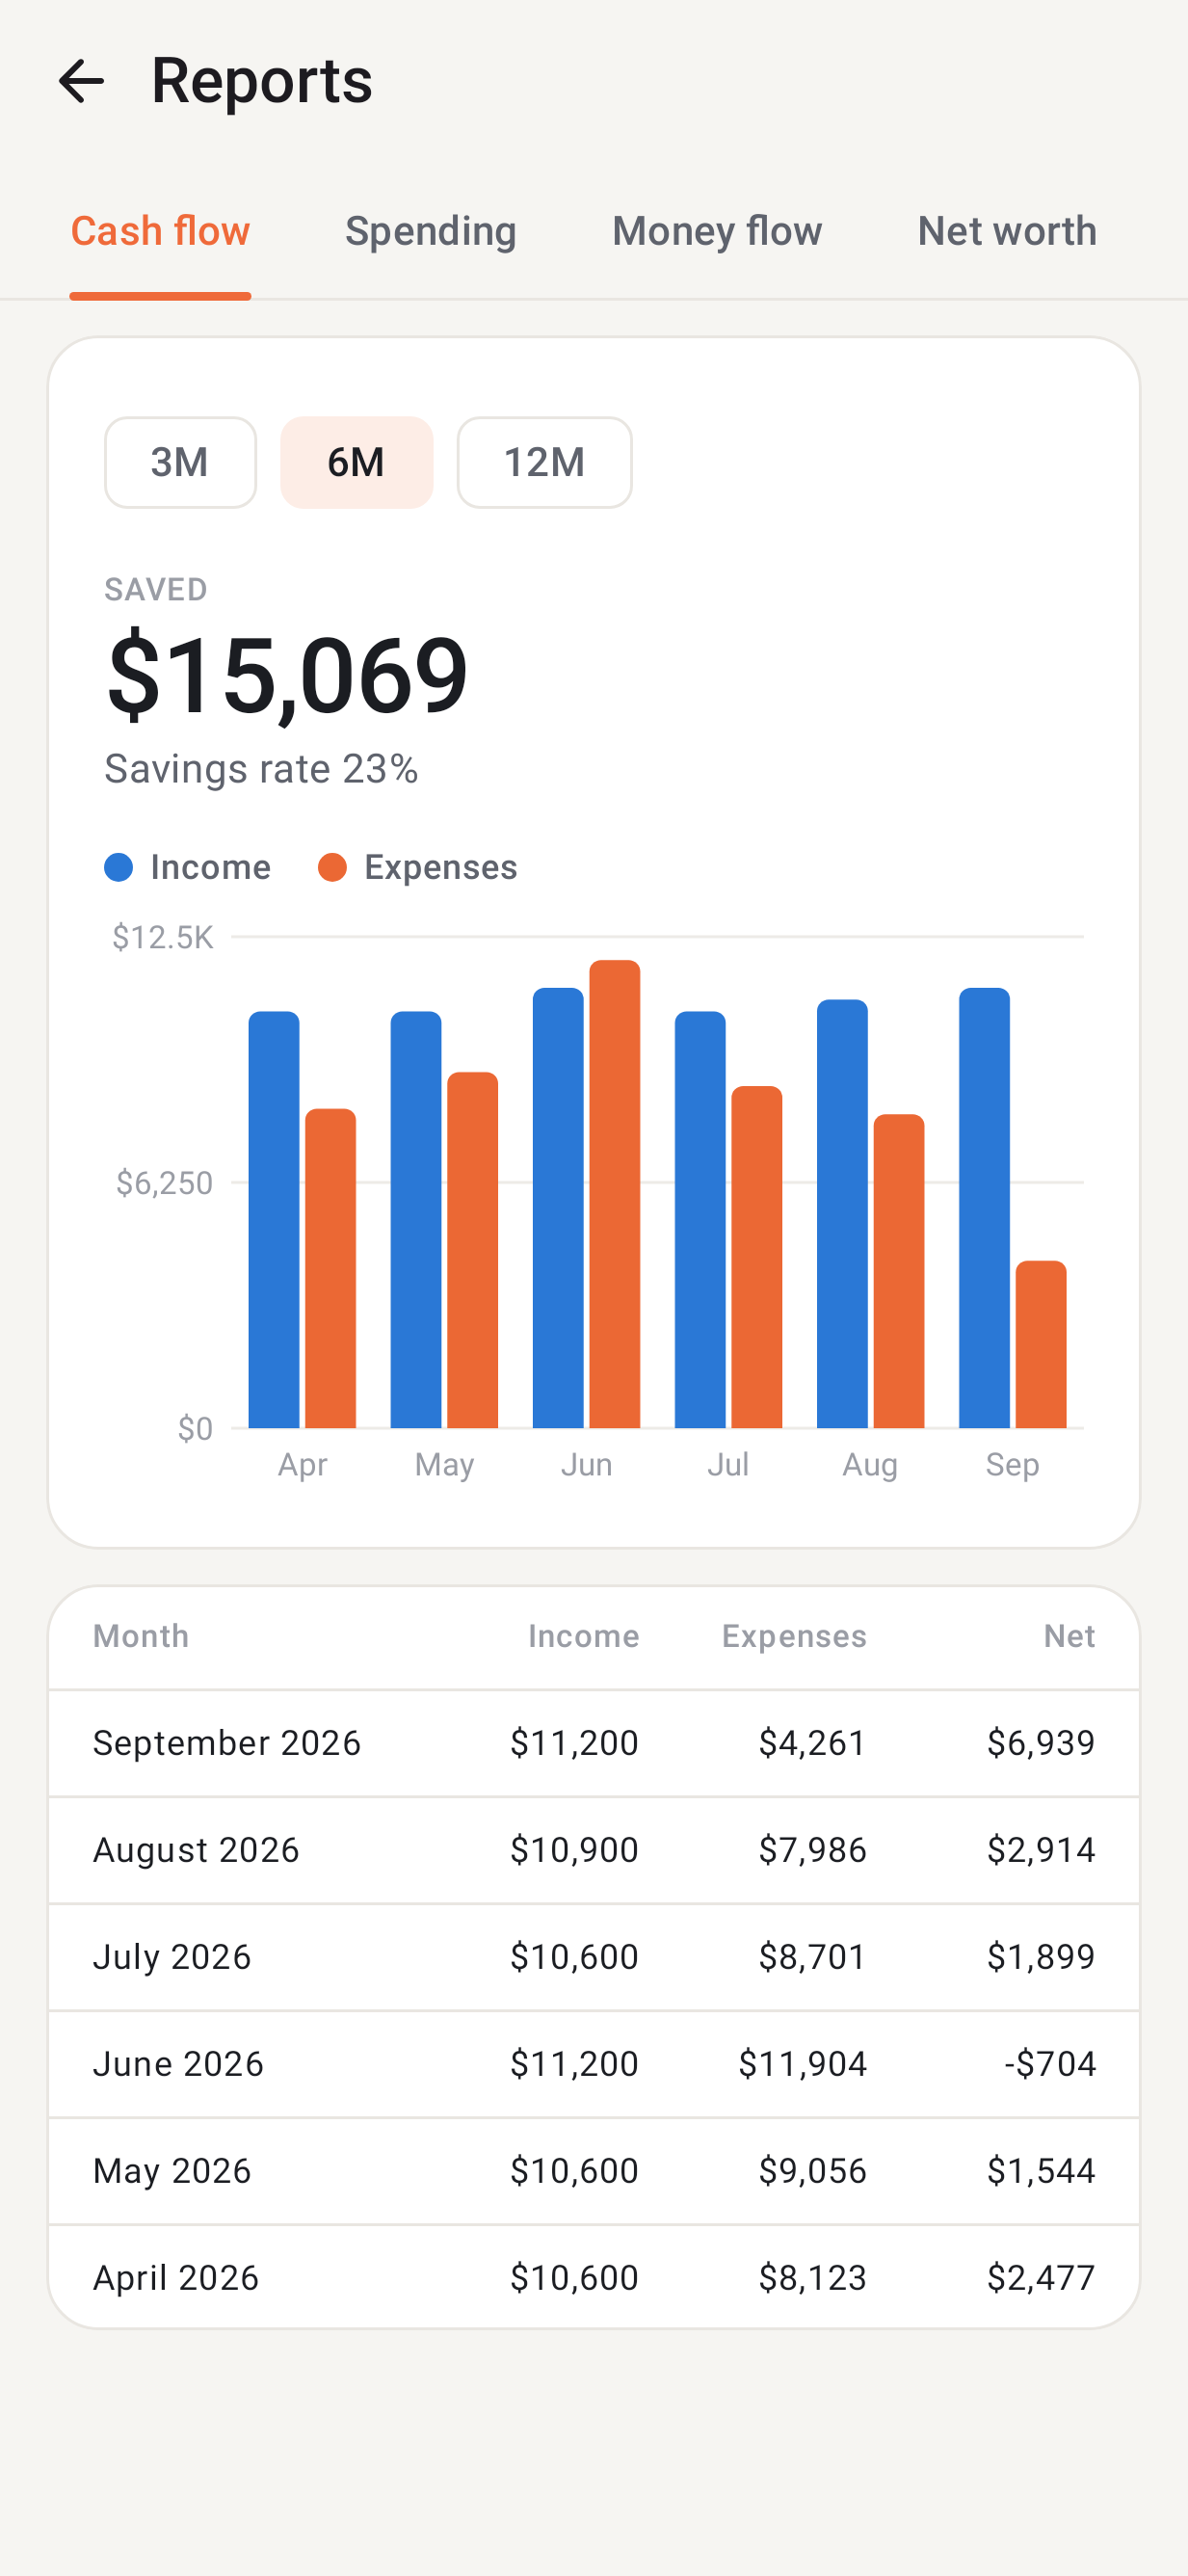 Reports
Cash flow Spending Money flow Net worth
3M 6M 12M
SAVED
$15,069
Savings rate 23%
Income Expenses
$12.5K
$6,250
$0
Apr May Jun Jul Aug Sep
Month Income Expenses Net
September 2026 $11,200 $4,261 $6,939
August 2026 $10,900 $7,986 $2,914
July 2026 $10,600 $8,701 $1,899
June 2026 $11,200 $11,904 -$704
May 2026 $10,600 $9,056 $1,544
April 2026 $10,600 $8,123 $2,477